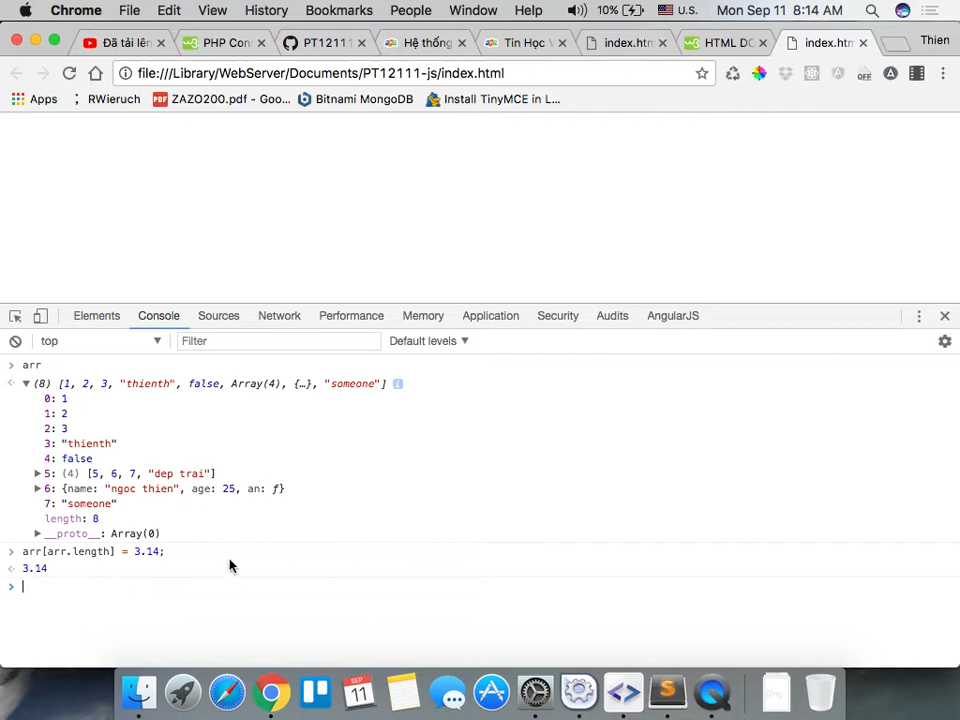 Chrome File Edit View History Bookmarks People Window Help 10% U.S. Mon Sep 11 8:14 AM
Đã tải lên PHP Con PT12111 Hệ thống Tin Học index.htm HTML DO index.htm Thien
file:///Library/WebServer/Documents/PT12111-js/index.html OFF A
Apps RWieruch PDF ZAZO200.pdf - Goo... Bitnami MongoDB Install TinyMCE in L...
Elements Console Sources Network Performance Memory Application Security Audits AngularJS
top Filter Default levels
arr
(8) [1, 2, 3, "thienth", false, Array(4), {…}, "someone"] i
0: 1
1: 2
2: 3
3: "thienth"
4: false
5: (4) [5, 6, 7, "dep trai"]
6: {name: "ngoc thien", age: 25, an: ƒ}
7: "someone"
length: 8
__proto__: Array(0)
arr[arr.length] = 3.14;
3.14
SEP
11